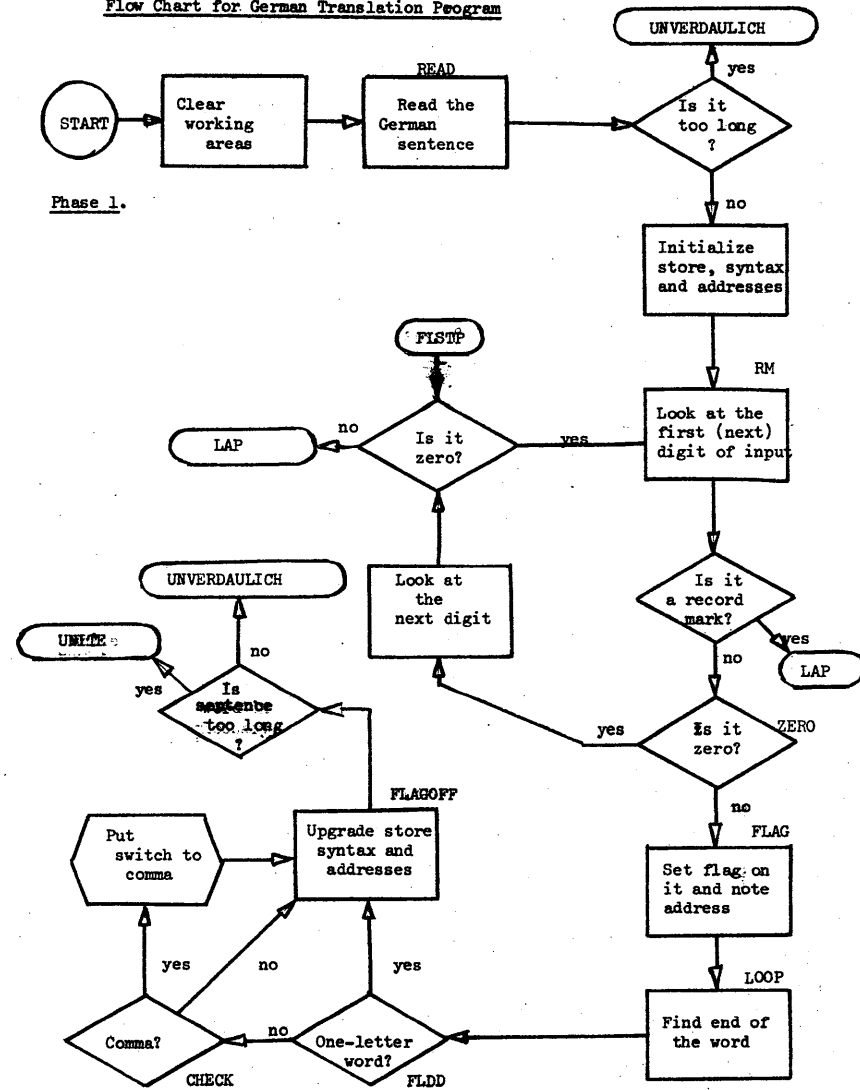 Flow Chart for German Translation Peogram
UNVERDAULICH
yes
READ
START
Clear
working
areas
Read the
German
sentence
Is it
too long
?
Phase 1.
no
Initialize
store, syntax
and addresses
FLSTP
RM
no
LAP
Is it
zero?
yes
Look at the
first (next)
digit of input
UNVERDAULICH
Look at
the
next digit
Is it
a record
mark?
yes
LAP
no
no
yes
Is
sentence
too long
?
yes
Is it
zero?
ZERO
no
FLAGOFF
FLAG
Put
switch to
comma
Upgrade store
syntax and
addresses
Set flag on
it and note
address
yes
no
yes
LOOP
Find end of
the word
Comma?
no
One-letter
word?
CHECK
FLDD